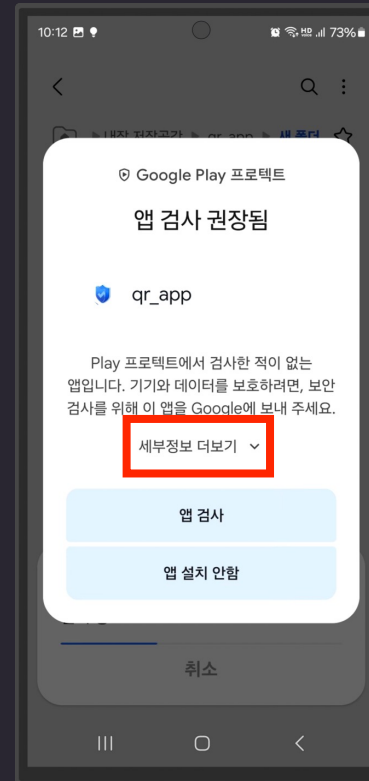 10:12 73%
내장 저장공간 ▶ qr_app ▶ 새 폴더
Google Play 프로텍트
앱 검사 권장됨
qr_app
Play 프로텍트에서 검사한 적이 없는
앱입니다. 기기와 데이터를 보호하려면, 보안
검사를 위해 이 앱을 Google에 보내 주세요.
세부정보 더보기
앱 검사
앱 설치 안함
취소